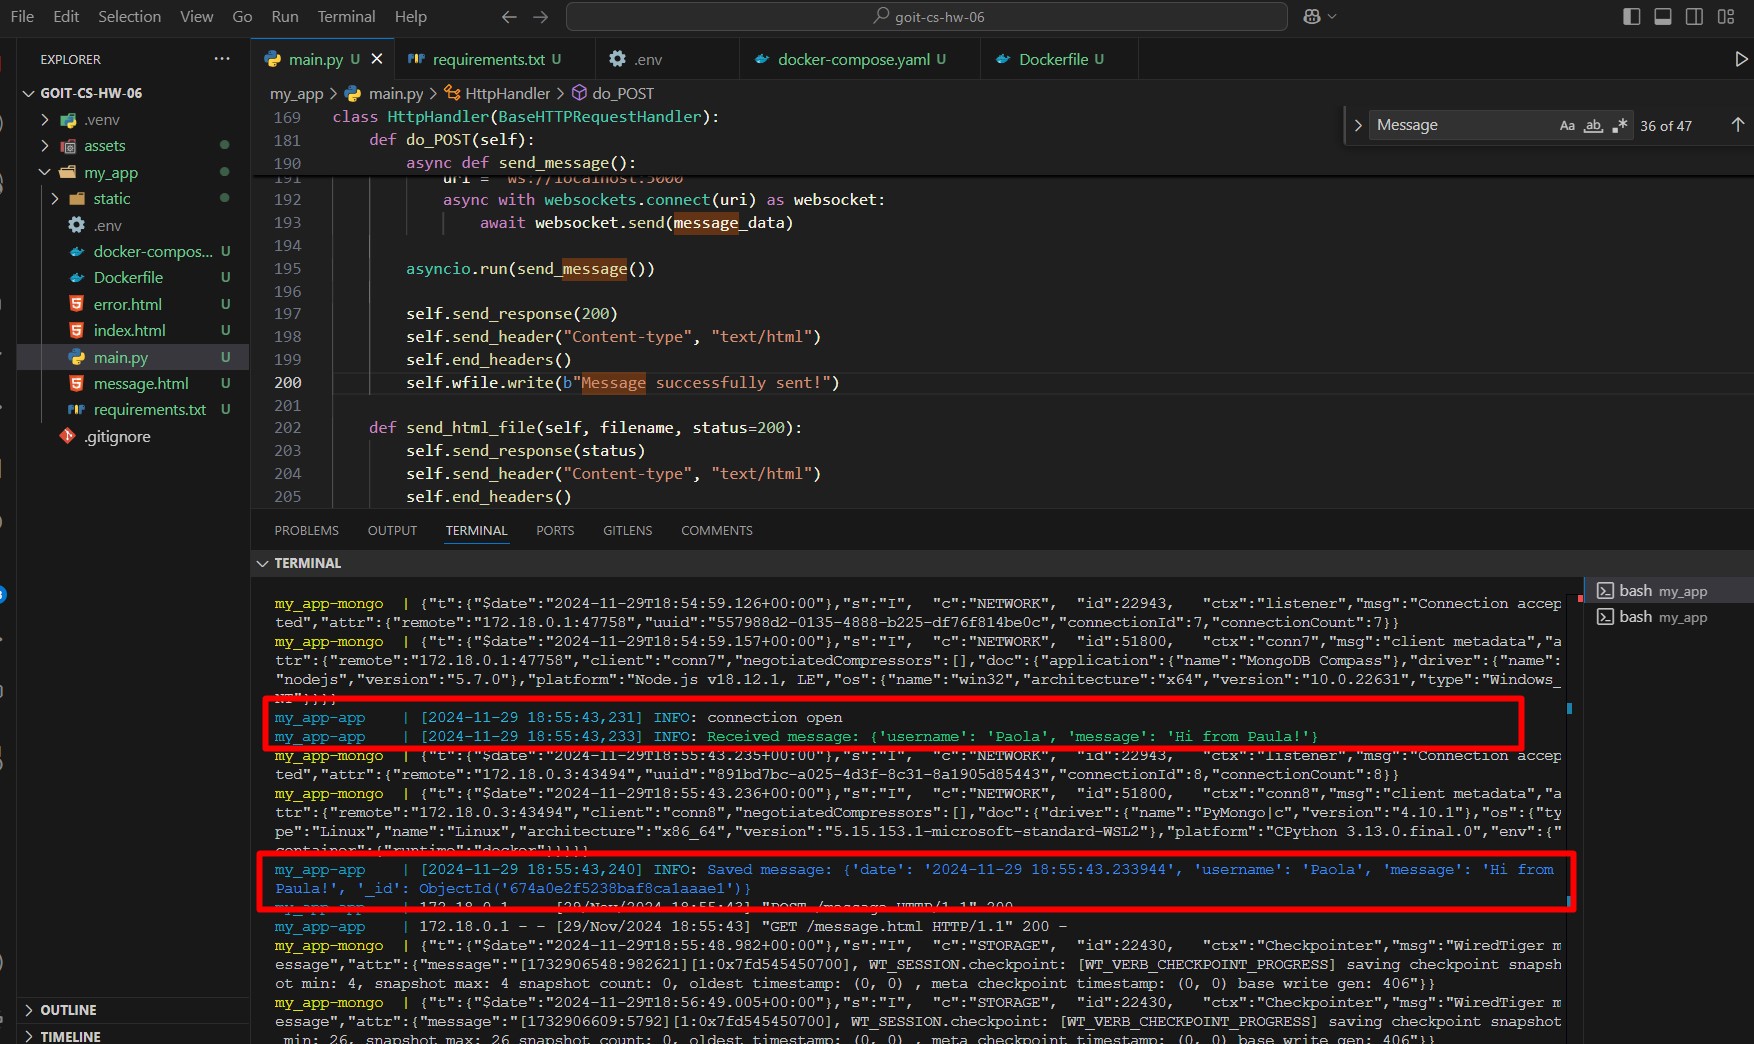 File Edit Selection View Go Run Terminal Help
goit-cs-hw-06
EXPLORER
GOIT-CS-HW-06
.venv
assets
my_app
static
.env
docker-compos... U
Dockerfile U
error.html U
index.html U
main.py U
message.html U
requirements.txt U
.gitignore
OUTLINE
TIMELINE
main.py U
requirements.txt U
.env
docker-compose.yaml U
Dockerfile U
my_app > main.py > HttpHandler > do_POST
Message Aa ab 36 of 47
169 class HttpHandler(BaseHTTPRequestHandler):
181 def do_POST(self):
190 async def send_message():
191 uri = "ws://localhost:5000"
192 async with websockets.connect(uri) as websocket:
193 await websocket.send(message_data)
194
195 asyncio.run(send_message())
196
197 self.send_response(200)
198 self.send_header("Content-type", "text/html")
199 self.end_headers()
200 self.wfile.write(b"Message successfully sent!")
201
202 def send_html_file(self, filename, status=200):
203 self.send_response(status)
204 self.send_header("Content-type", "text/html")
205 self.end_headers()
PROBLEMS OUTPUT TERMINAL PORTS GITLENS COMMENTS
TERMINAL
bash my_app
bash my_app
my_app-mongo | {"t":{"$date":"2024-11-29T18:54:59.126+00:00"},"s":"I", "c":"NETWORK", "id":22943, "ctx":"listener","msg":"Connection accep
ted","attr":{"remote":"172.18.0.1:47758","uuid":"557988d2-0135-4888-b225-df76f814be0c","connectionId":7,"connectionCount":7}}
my_app-mongo | {"t":{"$date":"2024-11-29T18:54:59.157+00:00"},"s":"I", "c":"NETWORK", "id":51800, "ctx":"conn7","msg":"client metadata","a
ttr":{"remote":"172.18.0.1:47758","client":"conn7","negotiatedCompressors":[],"doc":{"application":{"name":"MongoDB Compass"},"driver":{"name":
"nodejs","version":"5.7.0"},"platform":"Node.js v18.12.1, LE","os":{"name":"win32","architecture":"x64","version":"10.0.22631","type":"Windows_
NT"}}}}
my_app-app | [2024-11-29 18:55:43,231] INFO: connection open
my_app-app | [2024-11-29 18:55:43,233] INFO: Received message: {'username': 'Paola', 'message': 'Hi from Paula!'}
my_app-mongo | {"t":{"$date":"2024-11-29T18:55:43.235+00:00"},"s":"I", "c":"NETWORK", "id":22943, "ctx":"listener","msg":"Connection accep
ted","attr":{"remote":"172.18.0.3:43494","uuid":"891bd7bc-a025-4d3f-8c31-8a1905d85443","connectionId":8,"connectionCount":8}}
my_app-mongo | {"t":{"$date":"2024-11-29T18:55:43.236+00:00"},"s":"I", "c":"NETWORK", "id":51800, "ctx":"conn8","msg":"client metadata","a
ttr":{"remote":"172.18.0.3:43494","client":"conn8","negotiatedCompressors":[],"doc":{"driver":{"name":"PyMongo|c","version":"4.10.1"},"os":{"ty
pe":"Linux","name":"Linux","architecture":"x86_64","version":"5.15.153.1-microsoft-standard-WSL2"},"platform":"CPython 3.13.0.final.0","env":{"
container":{"runtime":"docker"}}}}}
my_app-app | [2024-11-29 18:55:43,240] INFO: Saved message: {'date': '2024-11-29 18:55:43.233944', 'username': 'Paola', 'message': 'Hi from
Paula!', '_id': ObjectId('674a0e2f5238baf8ca1aaae1')}
my_app-app | 172.18.0.1 - - [29/Nov/2024 18:55:43] "POST /message HTTP/1.1" 200 -
my_app-app | 172.18.0.1 - - [29/Nov/2024 18:55:43] "GET /message.html HTTP/1.1" 200 -
my_app-mongo | {"t":{"$date":"2024-11-29T18:55:48.982+00:00"},"s":"I", "c":"STORAGE", "id":22430, "ctx":"Checkpointer","msg":"WiredTiger m
essage","attr":{"message":"[1732906548:982621][1:0x7fd545450700], WT_SESSION.checkpoint: [WT_VERB_CHECKPOINT_PROGRESS] saving checkpoint snapsh
ot min: 4, snapshot max: 4 snapshot count: 0, oldest timestamp: (0, 0) , meta checkpoint timestamp: (0, 0) base write gen: 406"}}
my_app-mongo | {"t":{"$date":"2024-11-29T18:56:49.005+00:00"},"s":"I", "c":"STORAGE", "id":22430, "ctx":"Checkpointer","msg":"WiredTiger m
essage","attr":{"message":"[1732906609:5792][1:0x7fd545450700], WT_SESSION.checkpoint: [WT_VERB_CHECKPOINT_PROGRESS] saving checkpoint snapshot
min: 26, snapshot max: 26 snapshot count: 0, oldest timestamp: (0, 0) , meta checkpoint timestamp: (0, 0) base write gen: 406"}}